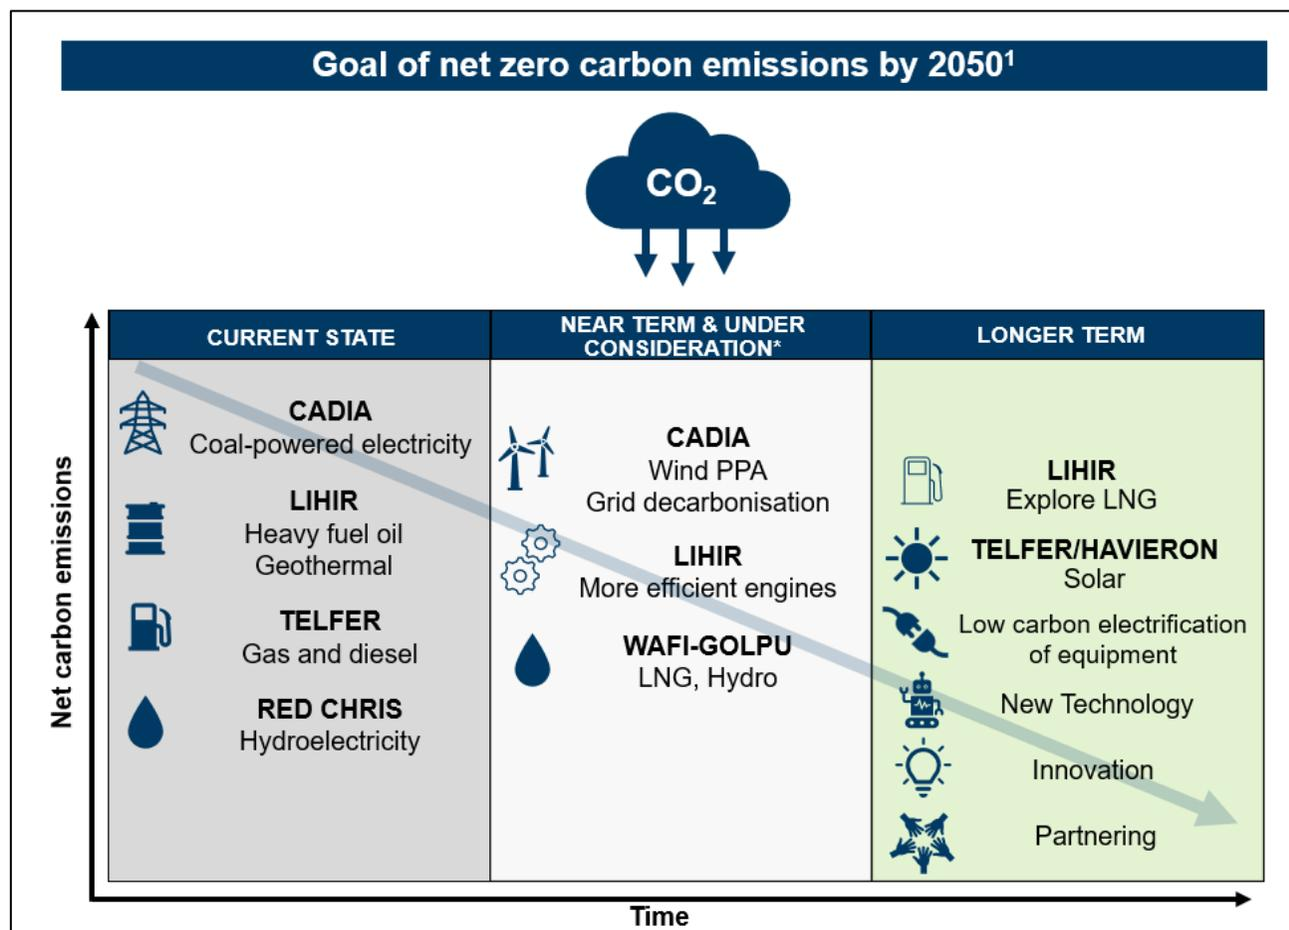 Goal of net zero carbon emissions by 2050¹
CO₂
Net carbon emissions
CURRENT STATE
CADIA
Coal-powered electricity
LIHIR
Heavy fuel oil
Geothermal
TELFER
Gas and diesel
RED CHRIS
Hydroelectricity
NEAR TERM & UNDER
CONSIDERATION*
CADIA
Wind PPA
Grid decarbonisation
LIHIR
More efficient engines
WAFI-GOLPU
LNG, Hydro
LONGER TERM
LIHIR
Explore LNG
TELFER/HAVIERON
Solar
Low carbon electrification
of equipment
New Technology
Innovation
Partnering
Time